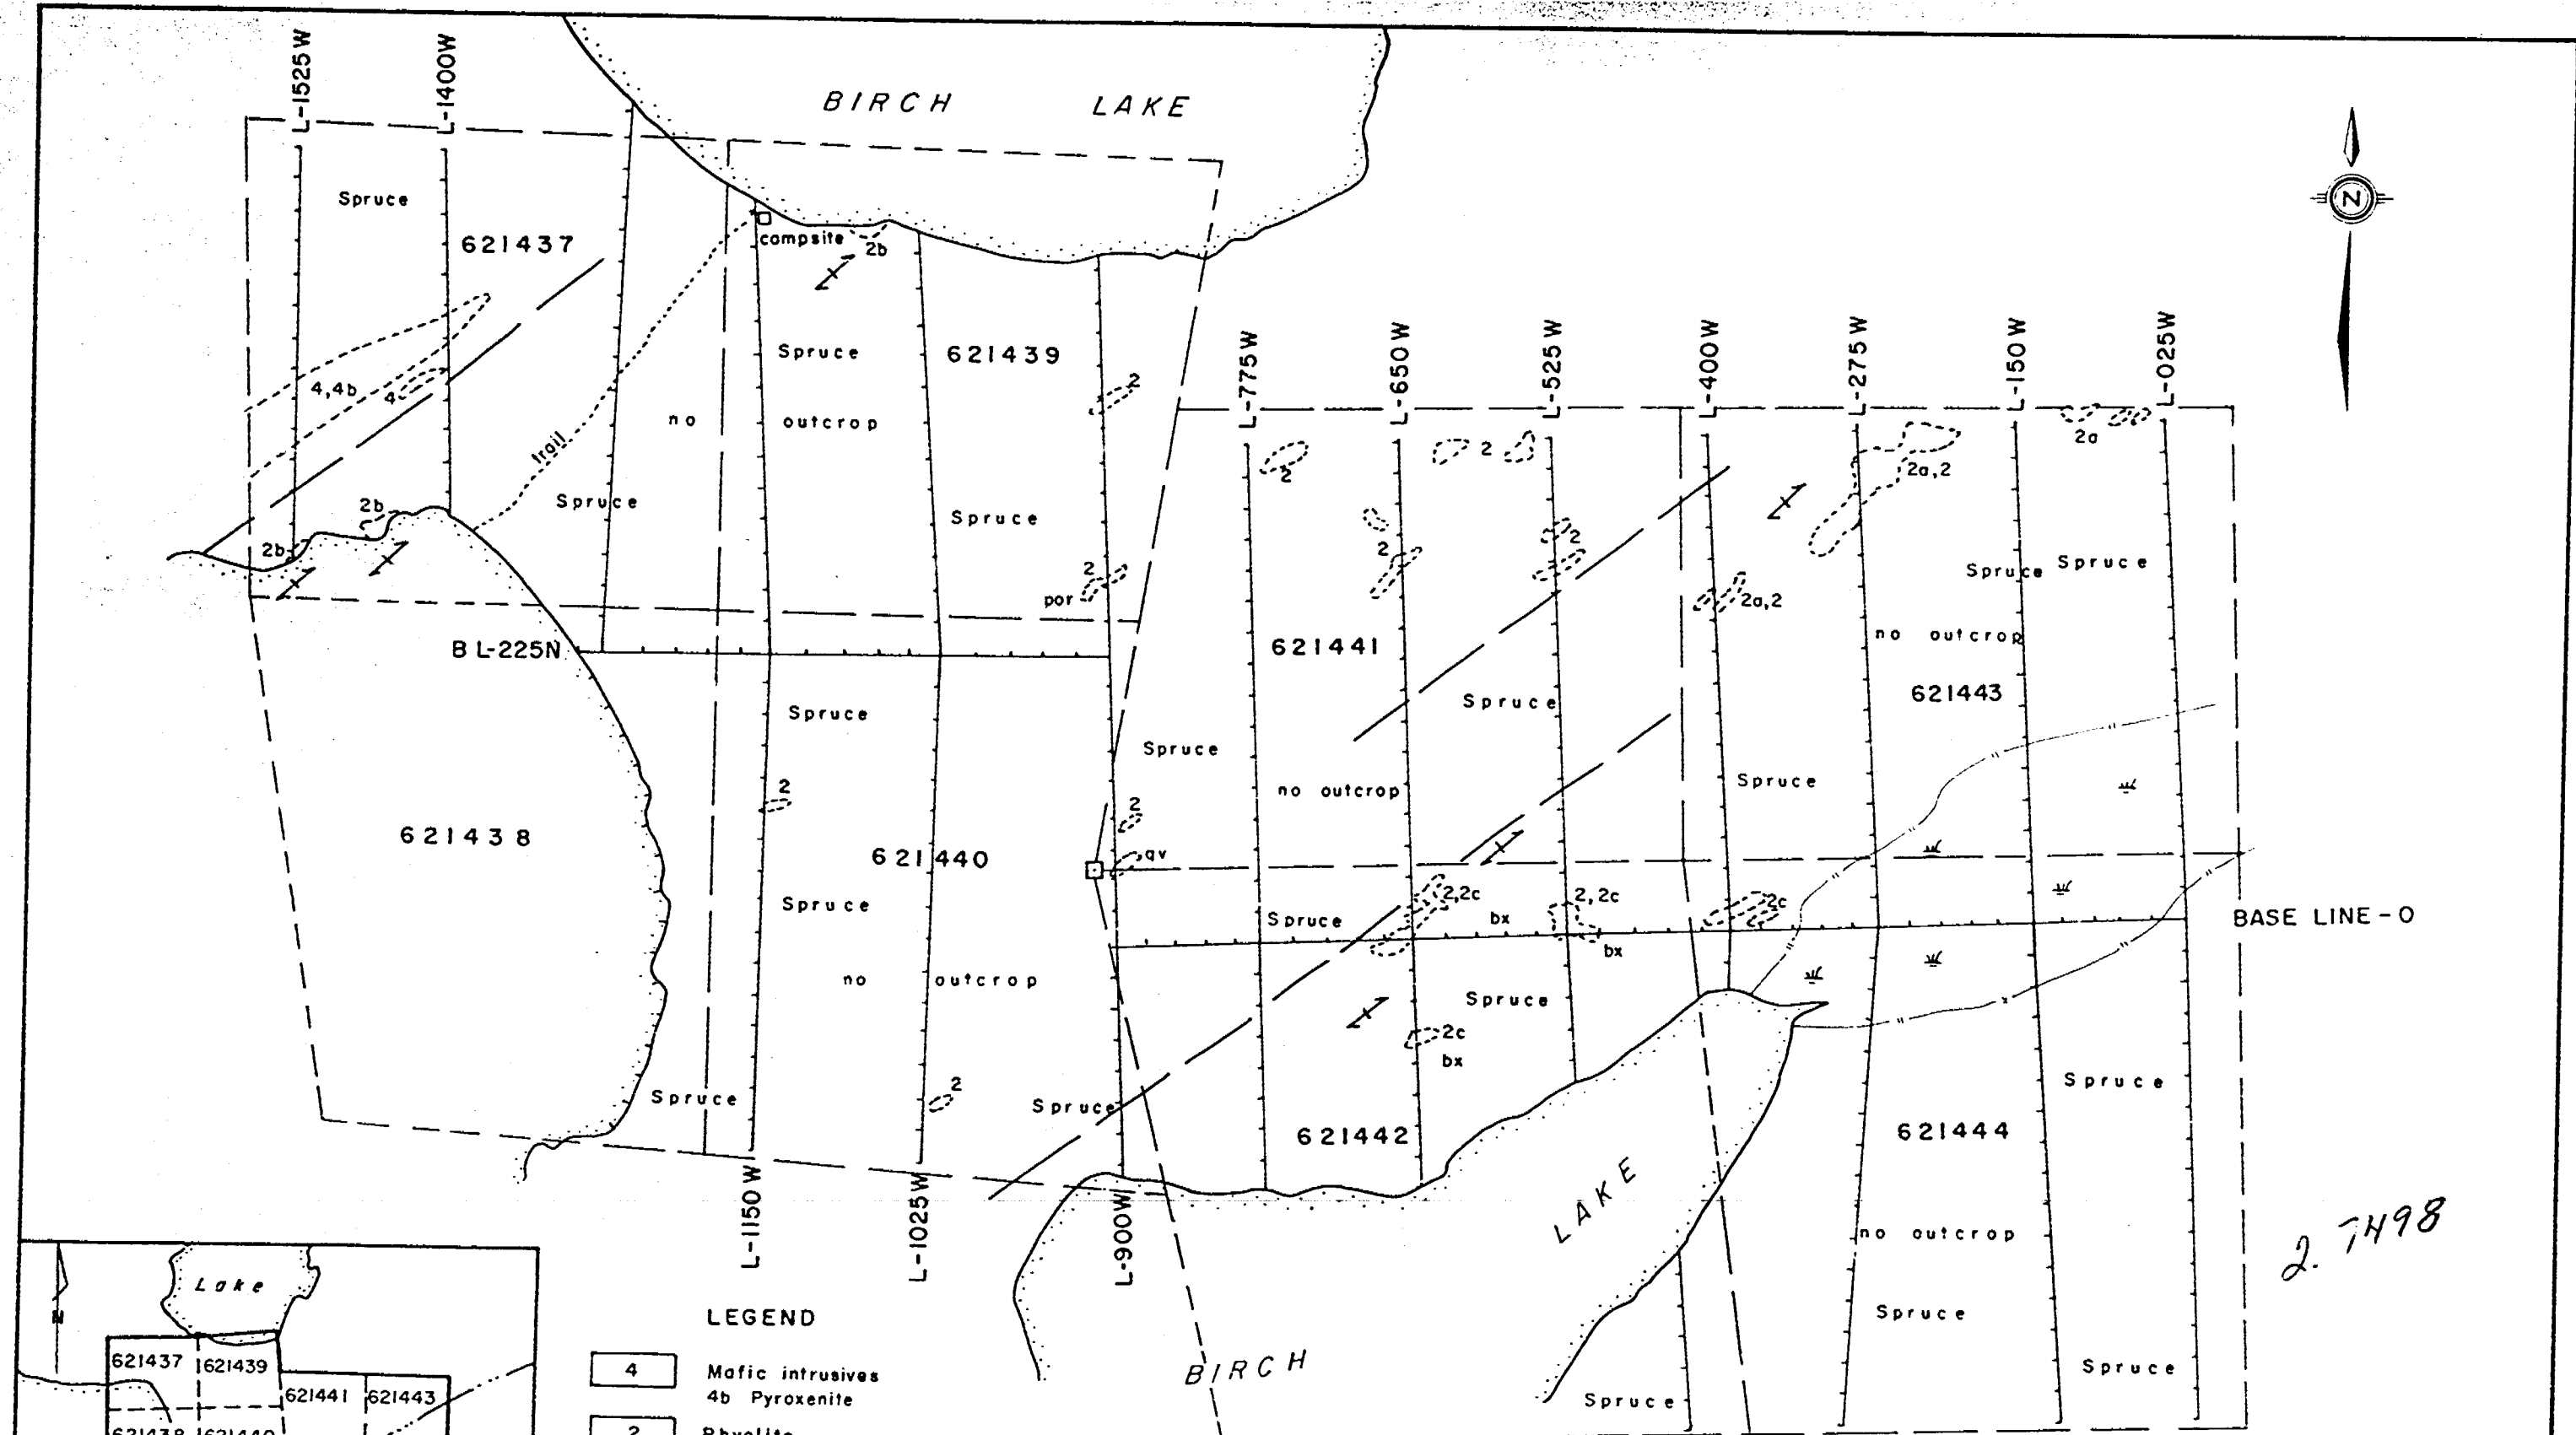 BIRCH LAKE
L-1525W
L-1400W
N
Spruce
621437
campsite
2b
Spruce
621439
L-775W
L-650W
L-525W
L-400W
L-275W
L-150W
L-025W
4,4b
4
2
no outcrop
trail
2
2
2a,2
2a
Spruce
2b
Spruce
2b
2
2
Spruce
Spruce
2
por
2a,2
no outcrop
BL-225N
621441
621443
Spruce
Spruce
Spruce
Spruce
no outcrop
2
2
621438
621440
qv
Spruce
2,2c
bx
2,2c
bx
2c
BASE LINE-0
Spruce
no outcrop
Spruce
2c
bx
Spruce
2
Spruce
621442
621444
Spruce
L-1150W
L-1025W
L-900W
LAKE
no outcrop
2.7498
Lake
N
LEGEND
Spruce
621437 621439
4 Mafic intrusives
4b Pyroxenite
BIRCH
Spruce
621441 621443
Spruce
621438 621440
2 Rhyolite